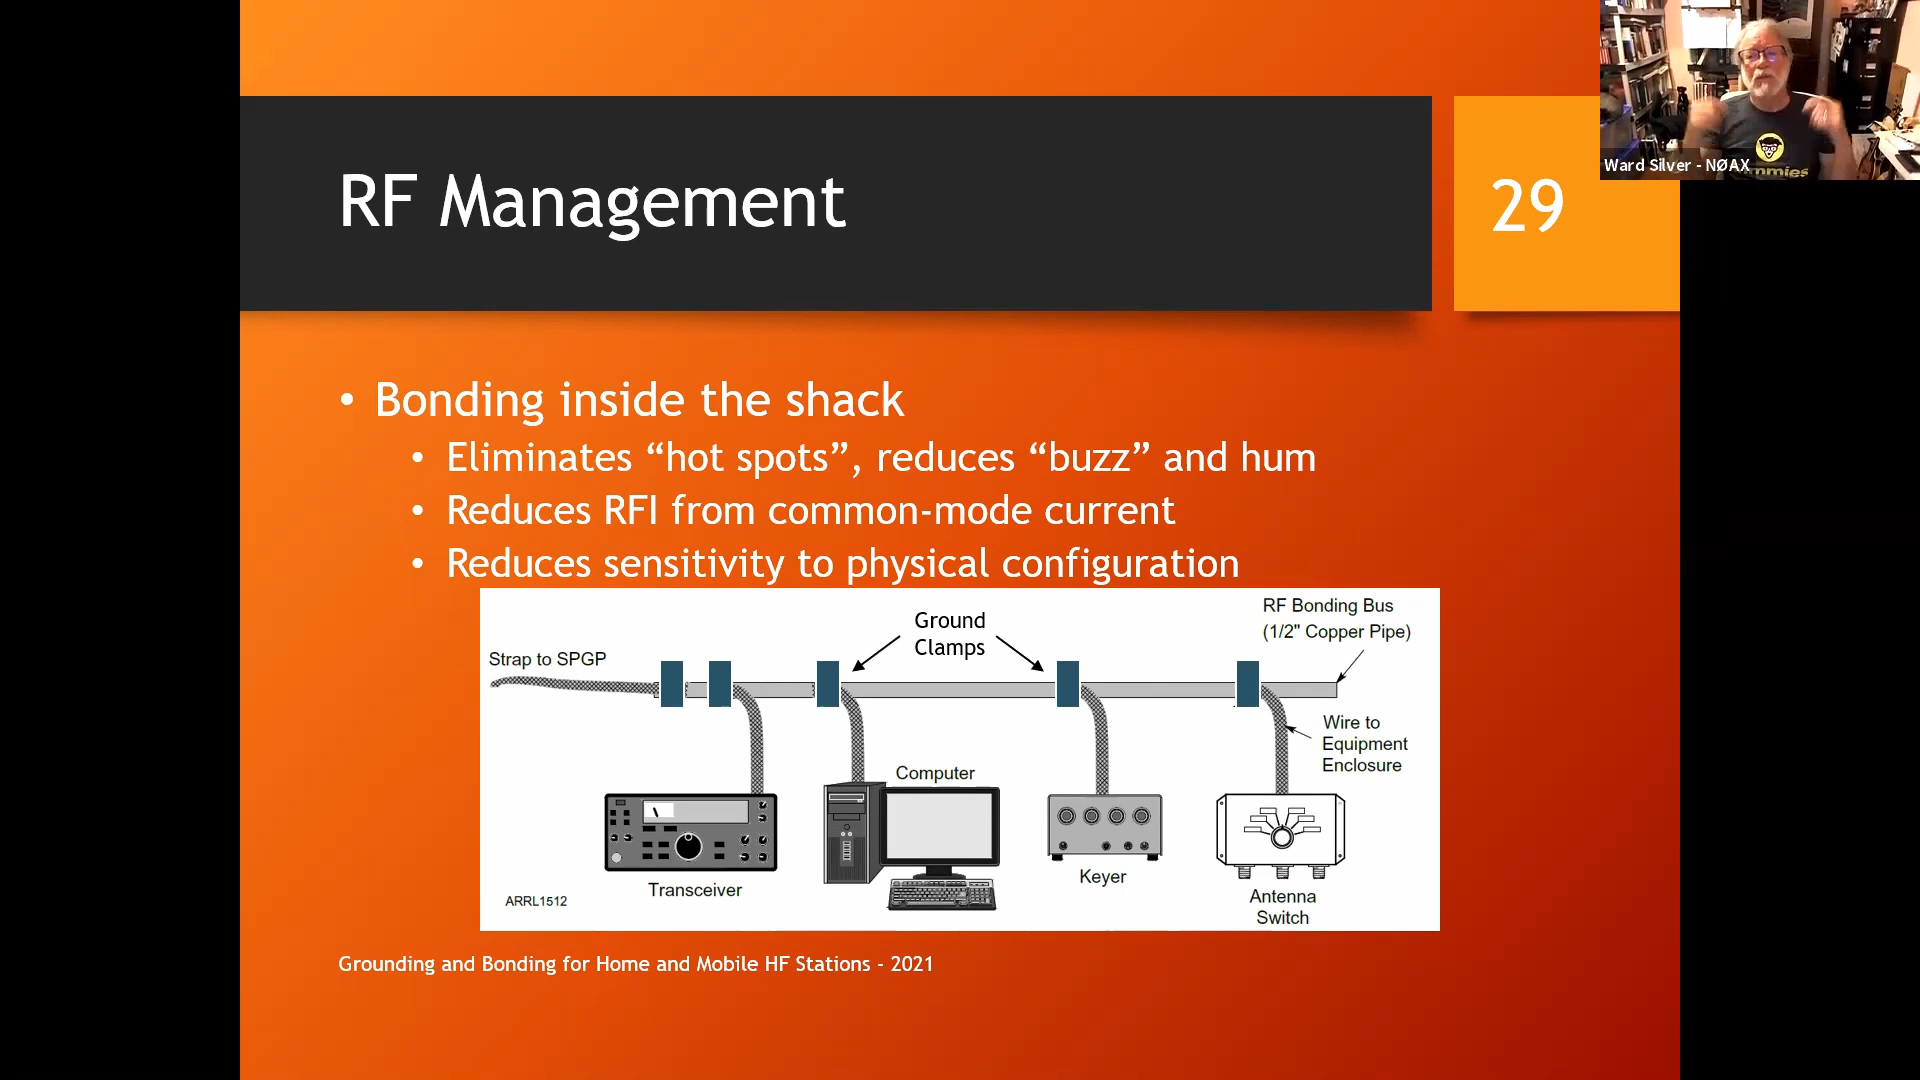 RF Management
29
Ward Silver - NØAX
• Bonding inside the shack
• Eliminates “hot spots”, reduces “buzz” and hum
• Reduces RFI from common-mode current
• Reduces sensitivity to physical configuration
Ground
Clamps
RF Bonding Bus
(1/2" Copper Pipe)
Strap to SPGP
Wire to
Equipment
Enclosure
Computer
Transceiver
Keyer
Antenna
Switch
ARRL1512
Grounding and Bonding for Home and Mobile HF Stations - 2021